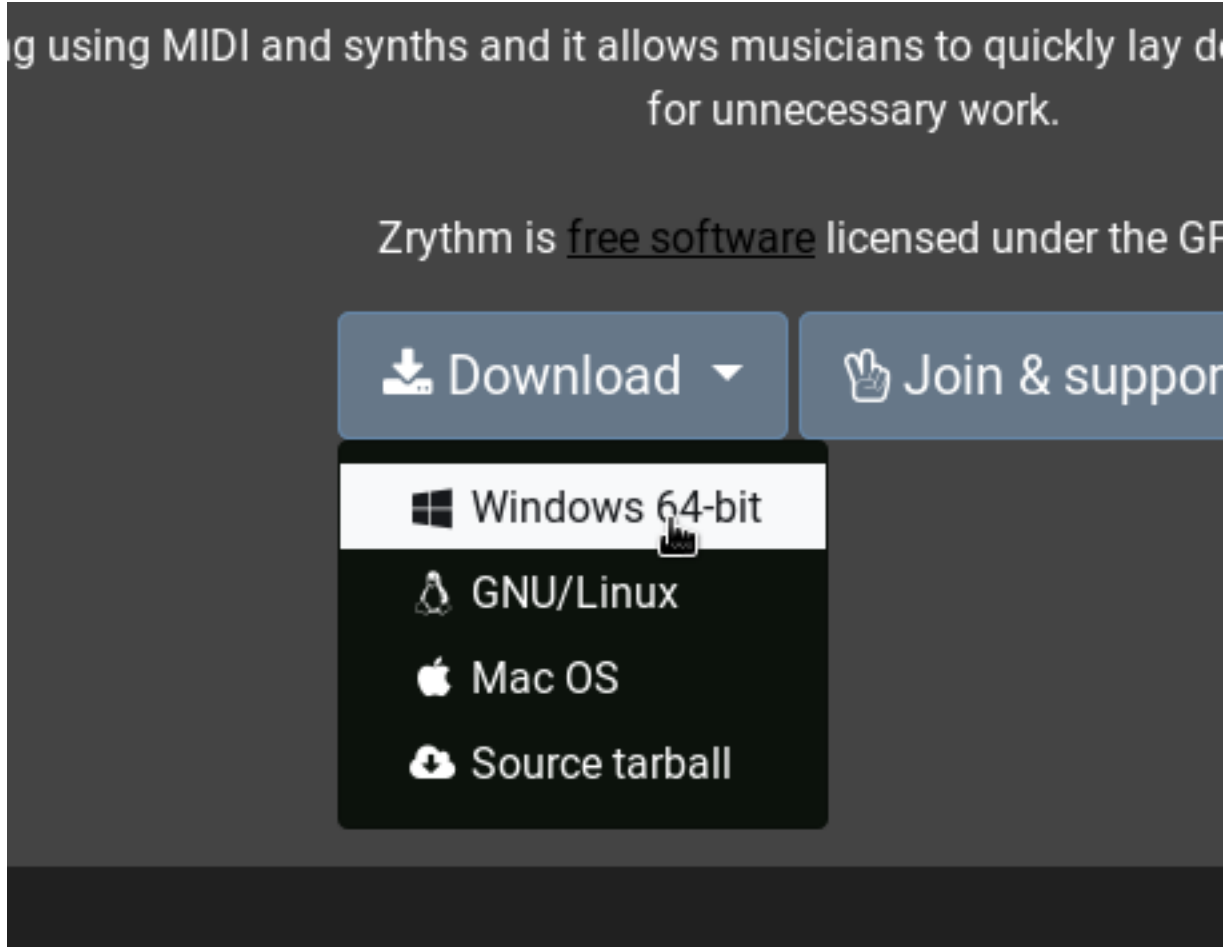 using MIDI and synths and it allows musicians to quickly lay
for unnecessary work.
Zrythm is free software licensed under the
Download
Join &
Windows 64-bit
GNU/Linux
Mac OS
Source tarball